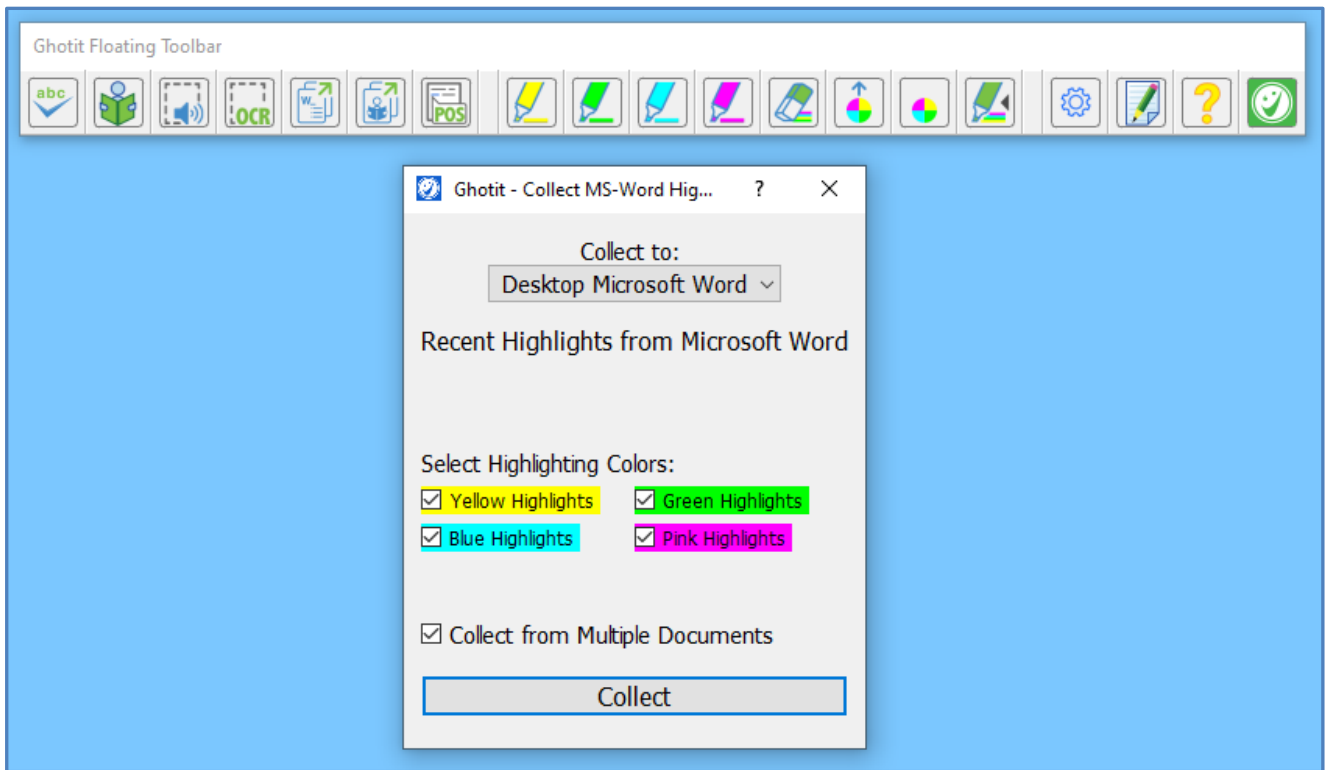 Ghotit Floating Toolbar
abc
OCR
W
POS
?
Ghotit - Collect MS-Word Hig... ?
Collect to:
Desktop Microsoft Word
Recent Highlights from Microsoft Word
Select Highlighting Colors:
Yellow Highlights Green Highlights
Blue Highlights Pink Highlights
Collect from Multiple Documents
Collect